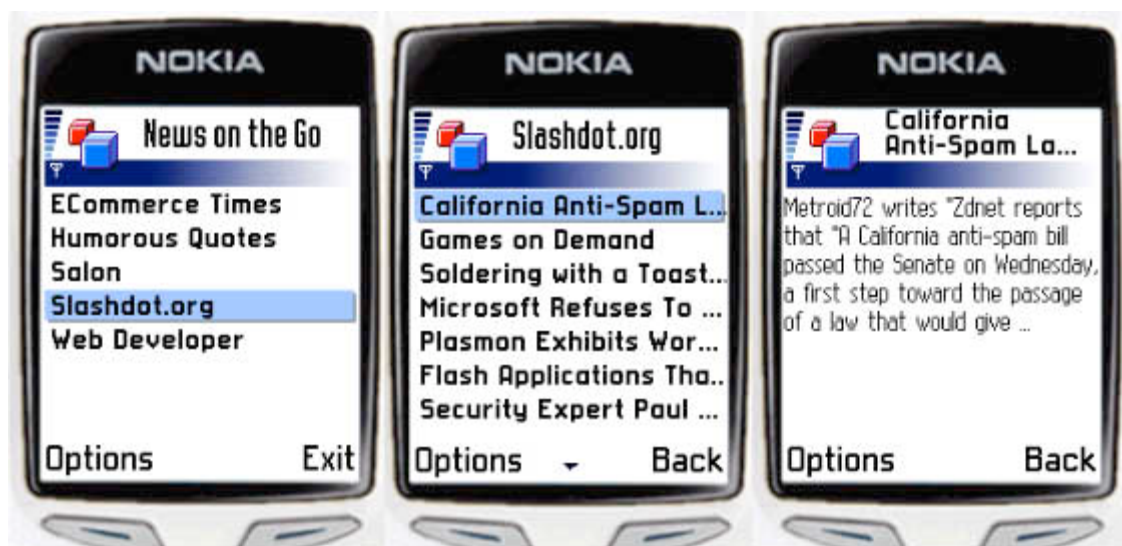 NOKIA
News on the Go
ECommerce Times
Humorous Quotes
Salon
Slashdot.org
Web Developer
Options Exit
NOKIA
Slashdot.org
California Anti-Spam L...
Games on Demand
Soldering with a Toast...
Microsoft Refuses To ...
Plasmon Exhibits Wor...
Flash Applications Tha..
Security Expert Paul ...
Options Back
NOKIA
California
Anti-Spam La...
Metroid72 writes "Zdnet reports
that "A California anti-spam bill
passed the Senate on Wednesday,
a first step toward the passage
of a law that would give ...
Options Back